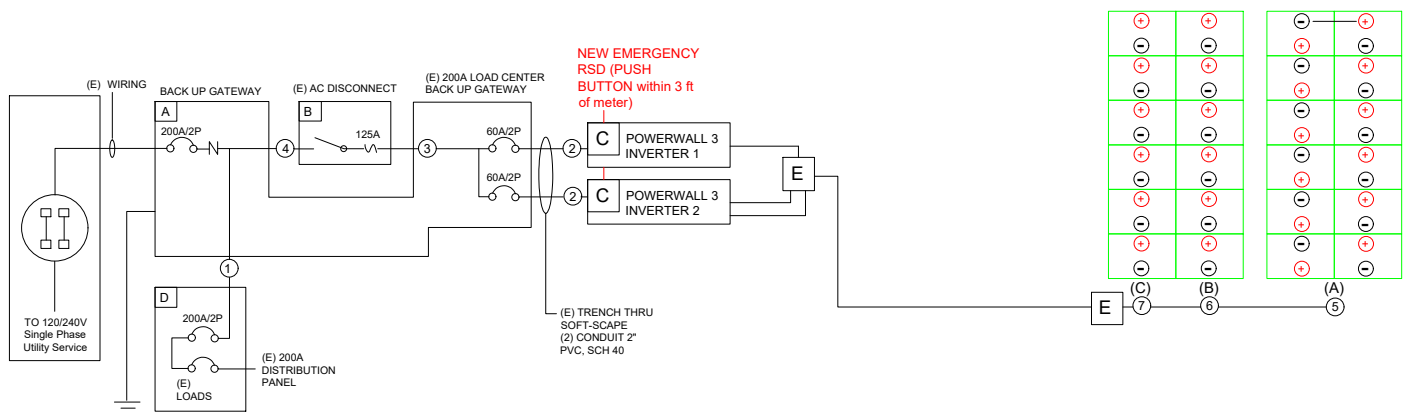 NEW EMERGENCY
RSD (PUSH
BUTTON within 3 ft
of meter)
(E) WIRING
BACK UP GATEWAY
(E) AC DISCONNECT
(E) 200A LOAD CENTER
BACK UP GATEWAY
A
200A/2P
N
4
B
125A
3
60A/2P
60A/2P
2
2
C
POWERWALL 3
INVERTER 1
C
POWERWALL 3
INVERTER 2
E
1
D
200A/2P
(E)
LOADS
(E) 200A
DISTRIBUTION
PANEL
TO 120/240V
Single Phase
Utility Service
(E) TRENCH THRU
SOFT-SCAPE
(2) CONDUIT 2"
PVC, SCH 40
+ + - +
- - + -
+ + - +
- - + -
+ + - +
- - + -
+ + - +
- - + -
+ + - +
- - + -
+ + - +
- - + -
(C) (B) (A)
E 7 6 5